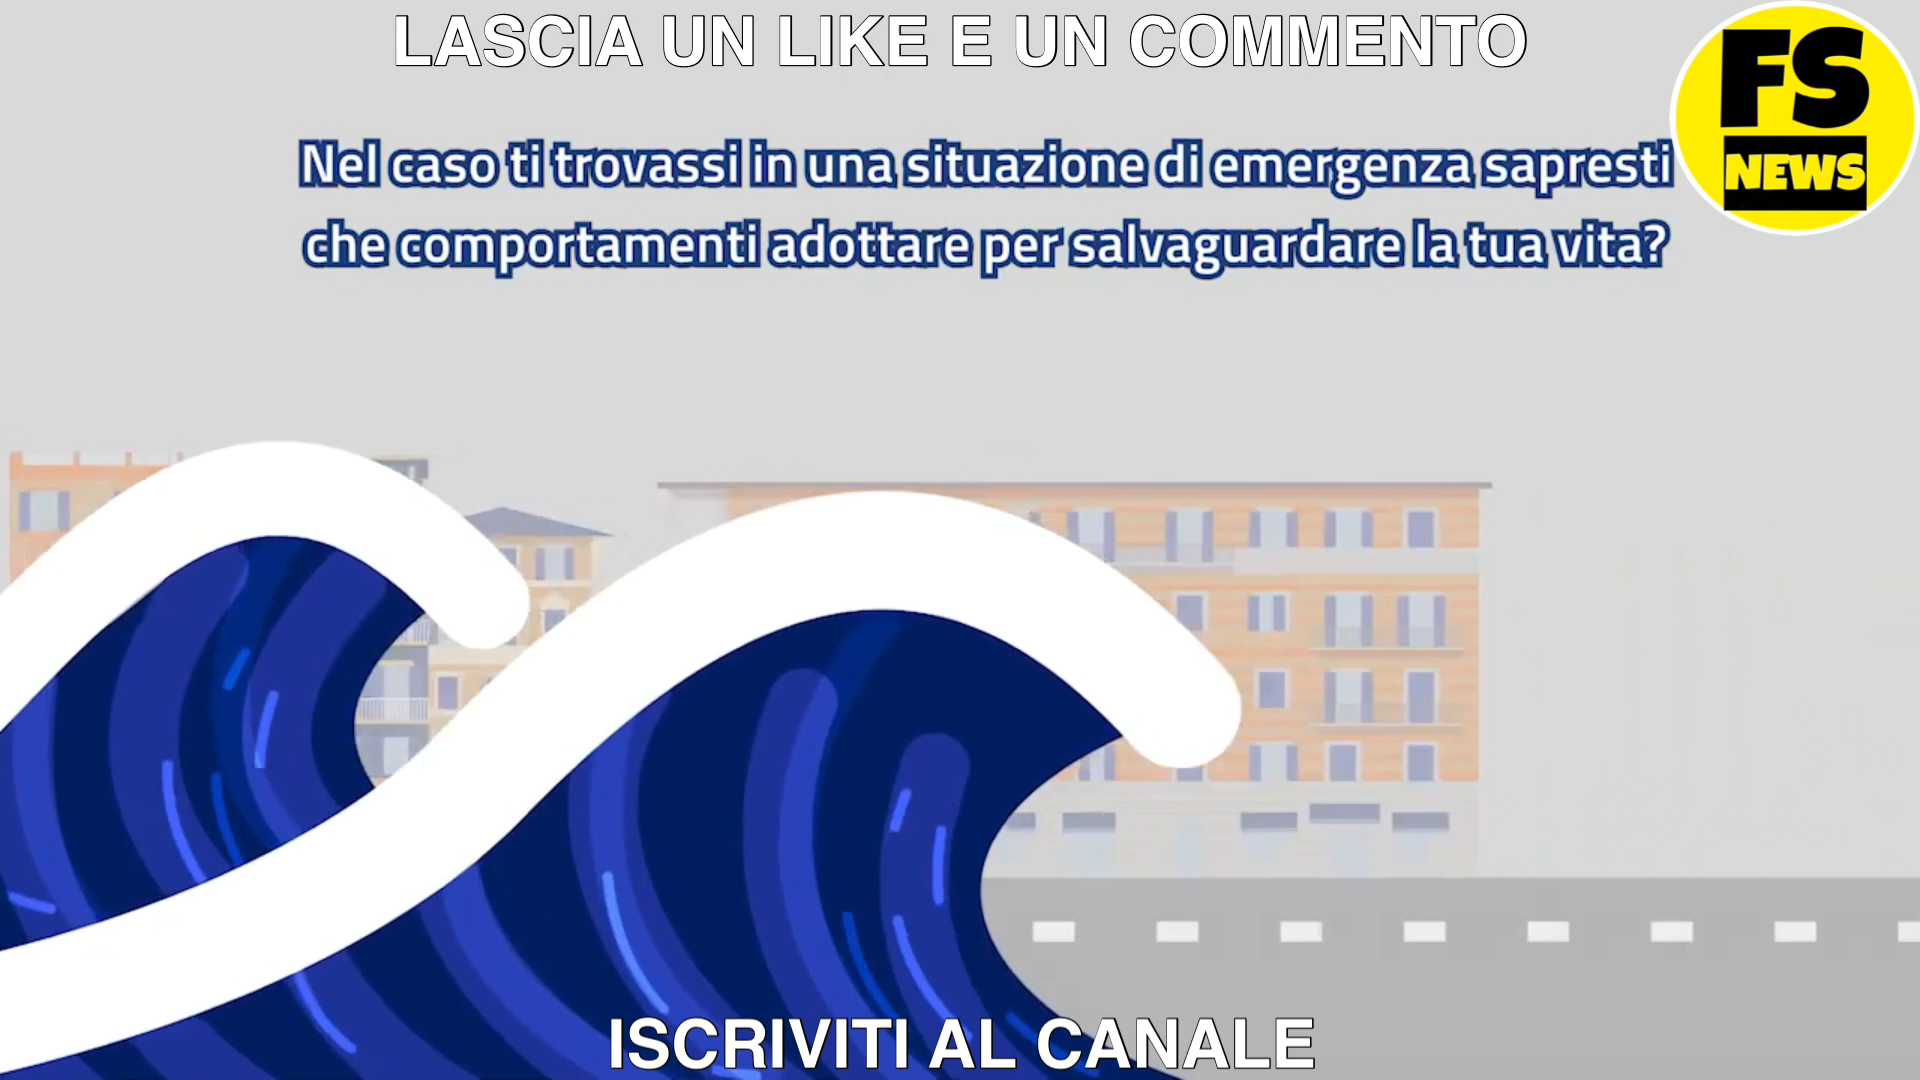 LASCIA UN LIKE E UN COMMENTO
FS
NEWS
Nel caso ti trovassi in una situazione di emergenza sapresti
che comportamenti adottare per salvaguardare la tua vita?
ISCRIVITI AL CANALE